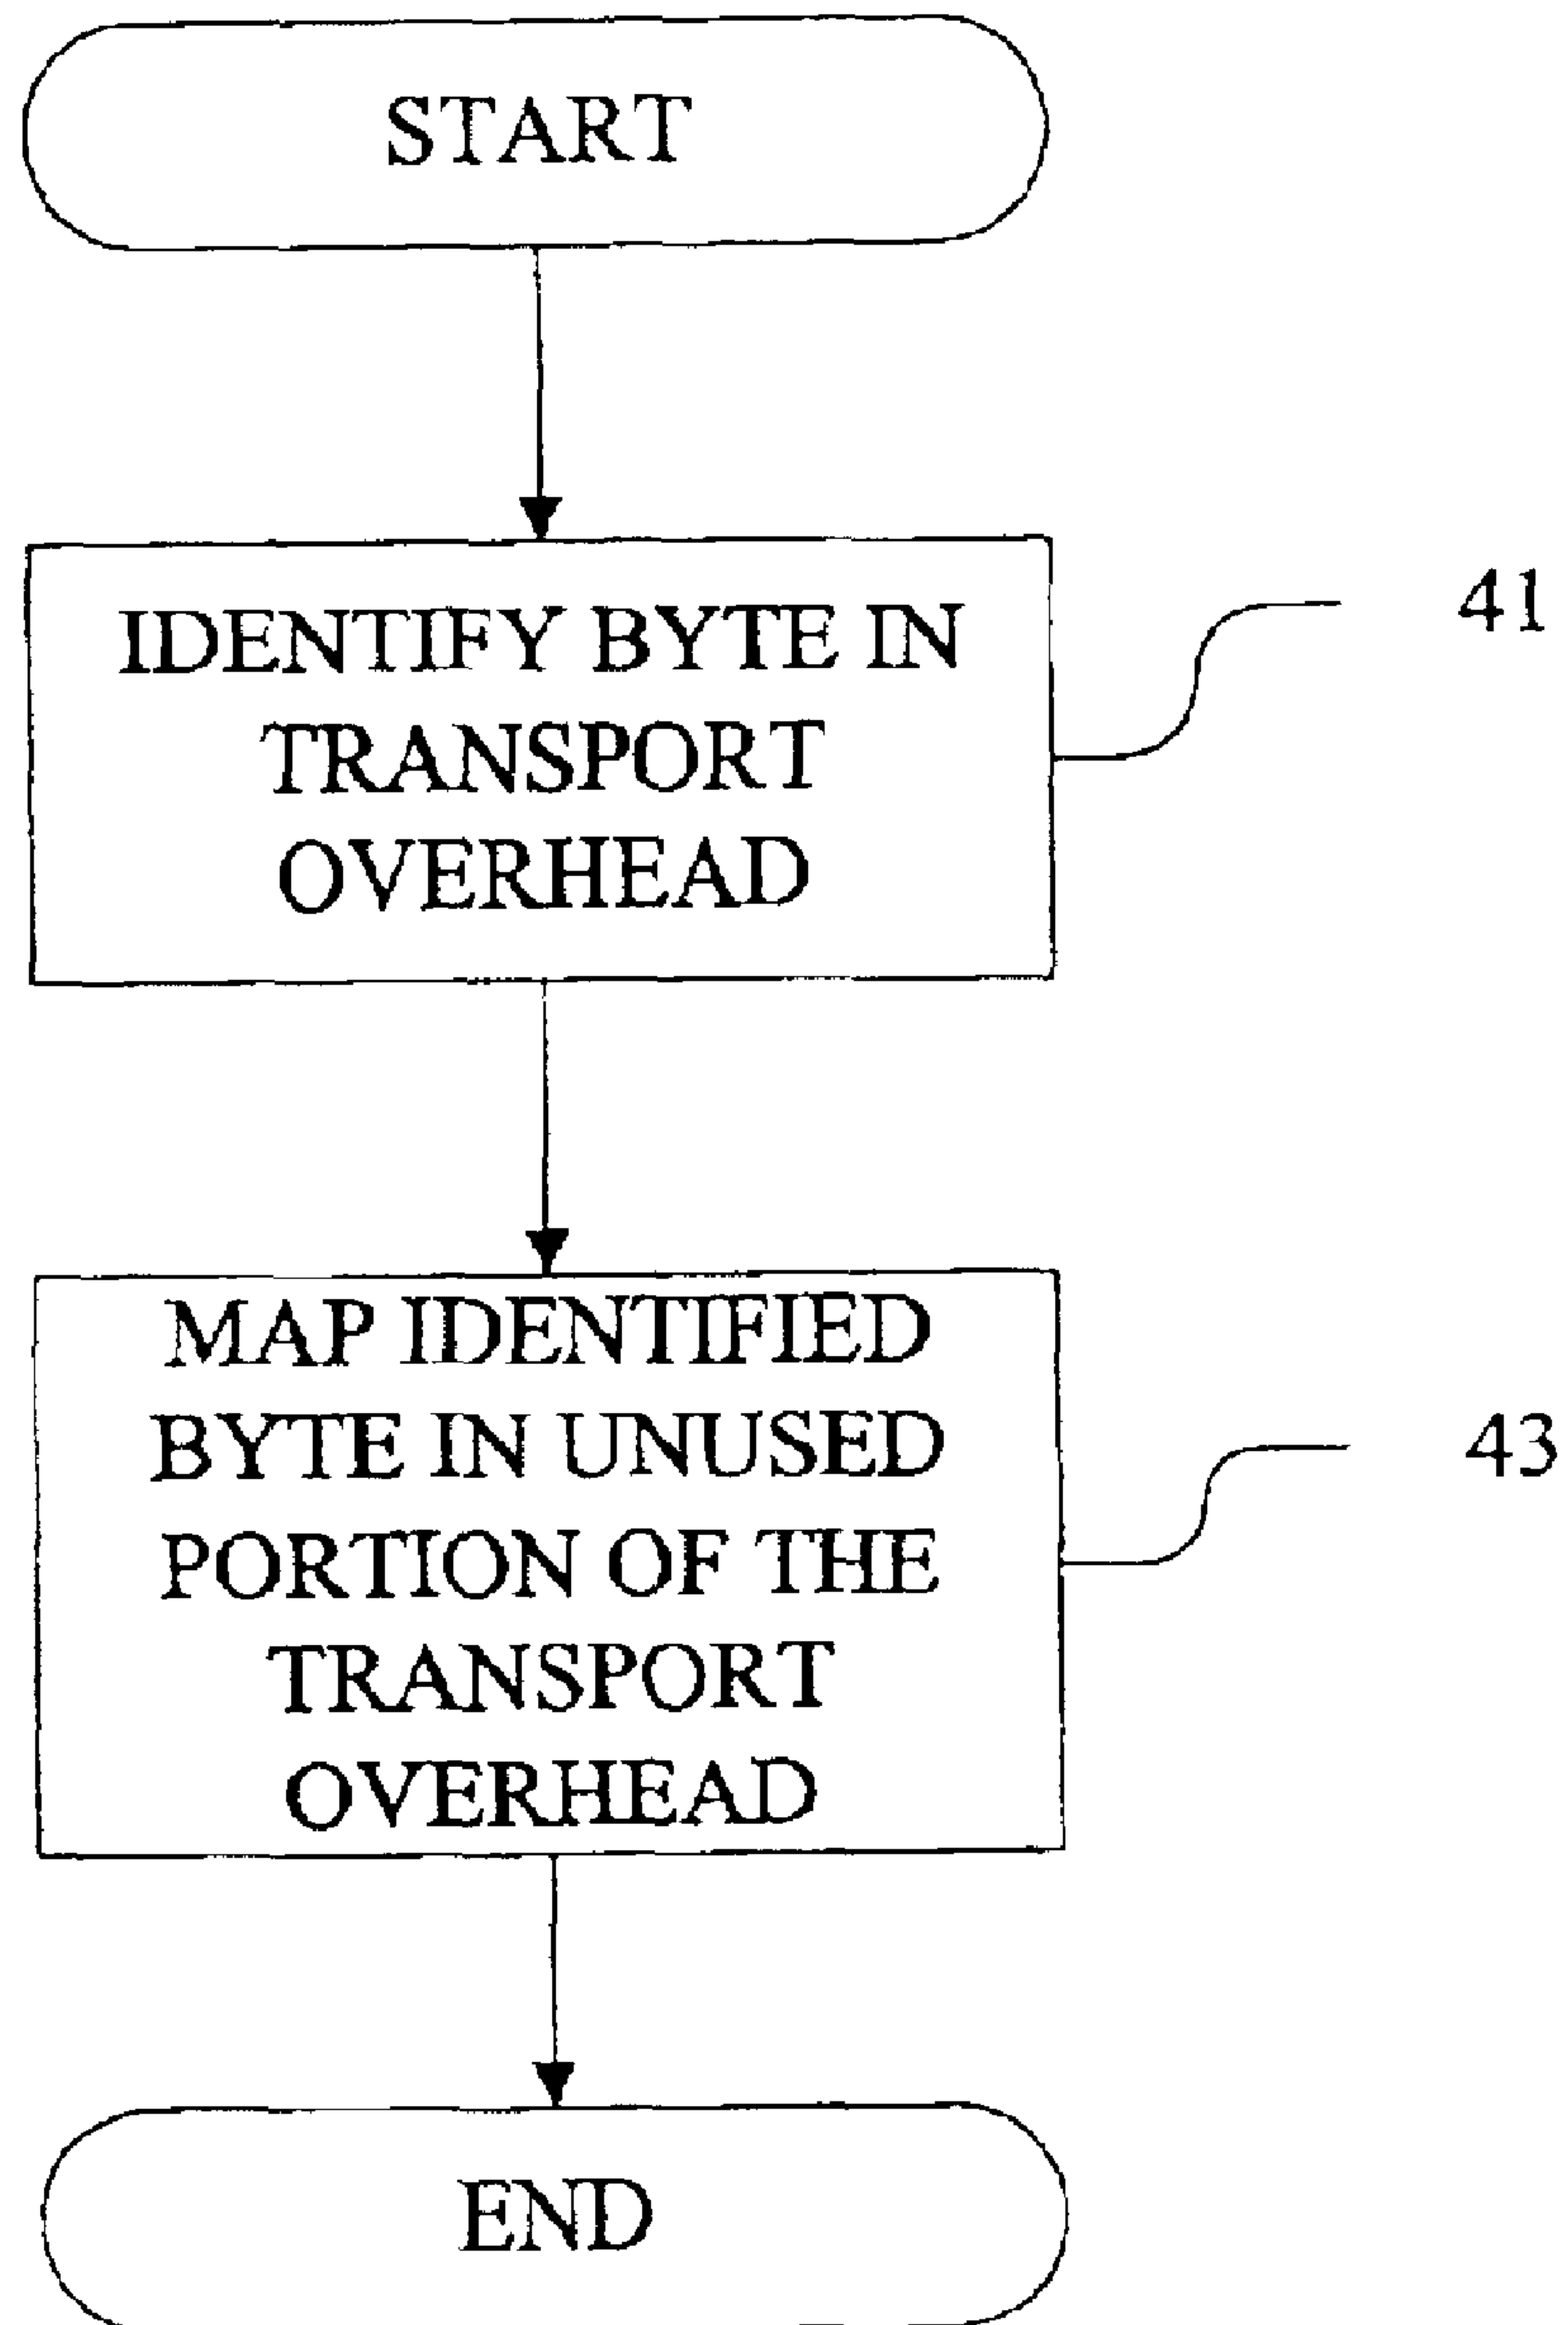 START
IDENTIFY BYTE IN
TRANSPORT
OVERHEAD
41
MAP IDENTIFIED
BYTE IN UNUSED
PORTION OF THE
TRANSPORT
OVERHEAD
43
END